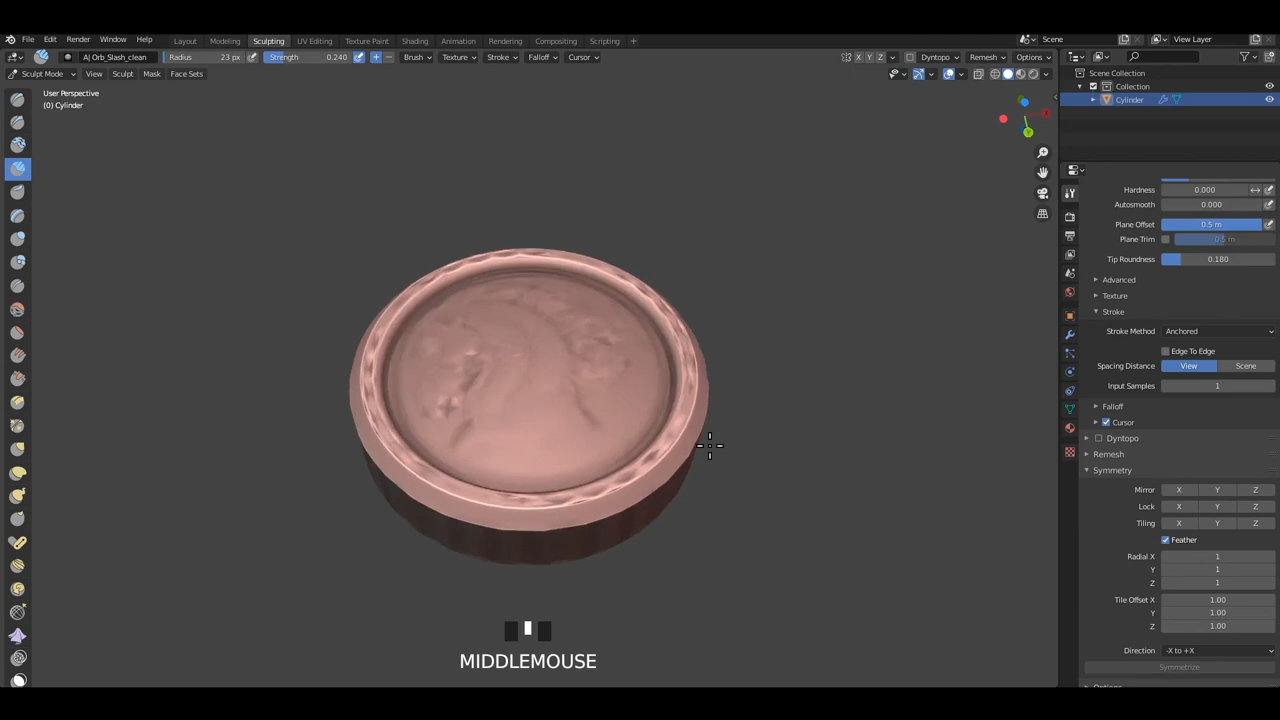 File Edit Render Window Help Layout Modeling Sculpting UV Editing Texture Paint Shading Animation Rendering Compositing Scripting + Scene View Layer
A| Orb_Slash_clean Radius 23 px Strength 0.240 Brush Texture Stroke Falloff Cursor X Y Z Dyntopo Remesh Options
Sculpt Mode View Sculpt Mask Face Sets
Scene Collection
Collection
Cylinder
User Perspective
(0) Cylinder
X
Y
Hardness 0.000
Autosmooth 0.000
Plane Offset 0.5 m
Plane Trim 0.5 m
Tip Roundness 0.180
Advanced
Texture
Stroke
Stroke Method Anchored
Edge To Edge
Spacing Distance View Scene
Input Samples 1
Falloff
Cursor
Dyntopo
Remesh
Symmetry
Mirror X Y Z
Lock X Y Z
Tiling X Y Z
Feather
Radial X 1
Y 1
Z 1
Tile Offset X 1.00
Y 1.00
Z 1.00
Direction -X to +X
Symmetrize
MIDDLEMOUSE